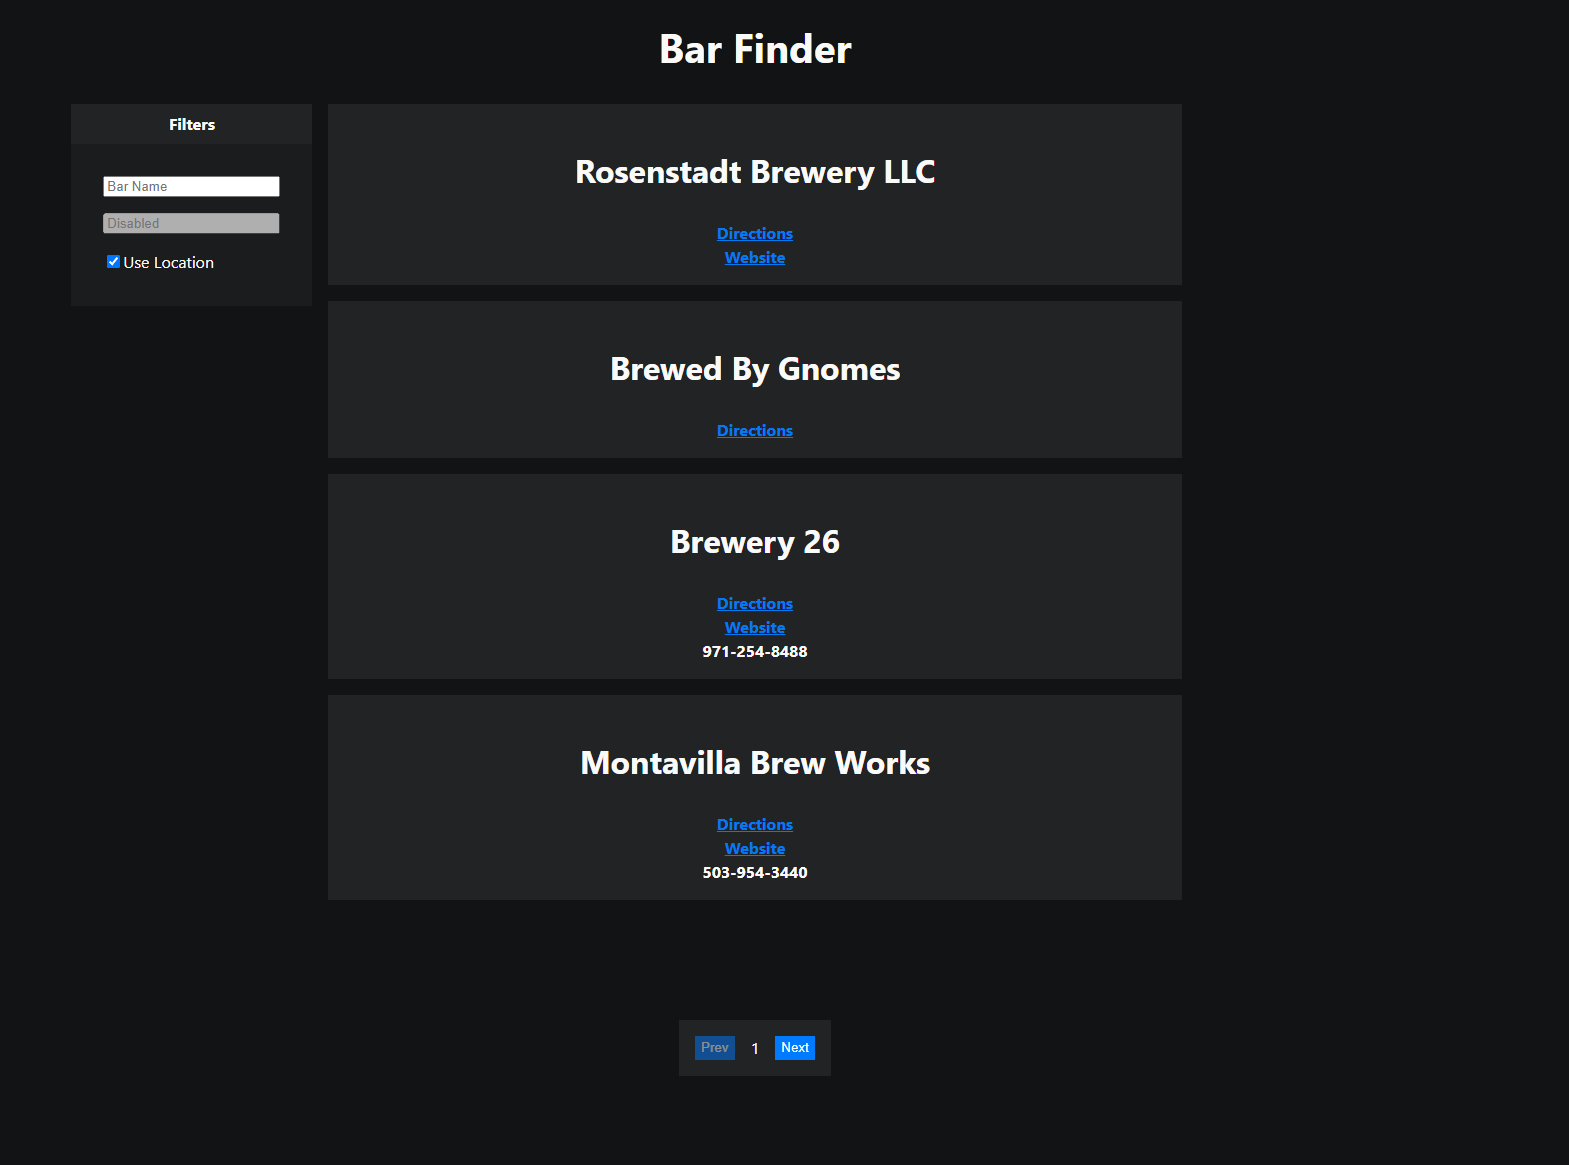 Bar Finder
Filters
Bar Name
Disabled
Use Location
Rosenstadt Brewery LLC
Directions
Website
Brewed By Gnomes
Directions
Brewery 26
Directions
Website
971-254-8488
Montavilla Brew Works
Directions
Website
503-954-3440
Prev 1 Next